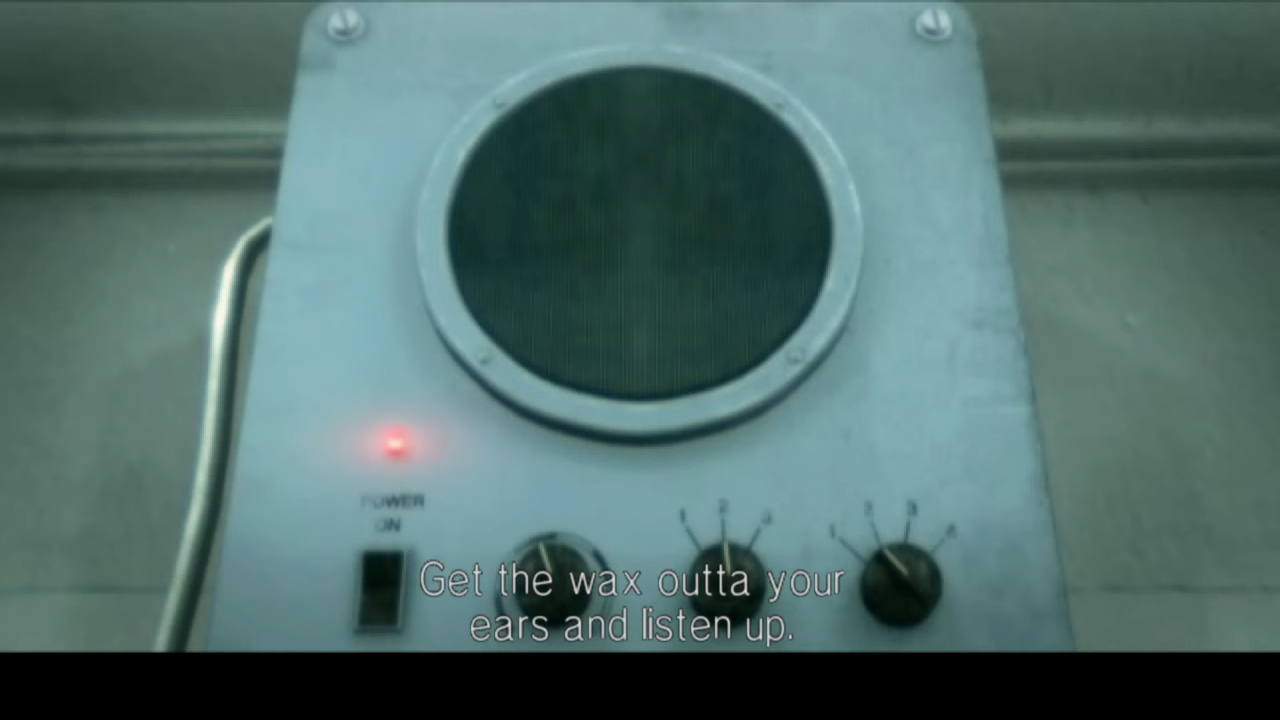 POWER
ON
1 2 3
1 2 3 4
Get the wax outta your
ears and listen up.